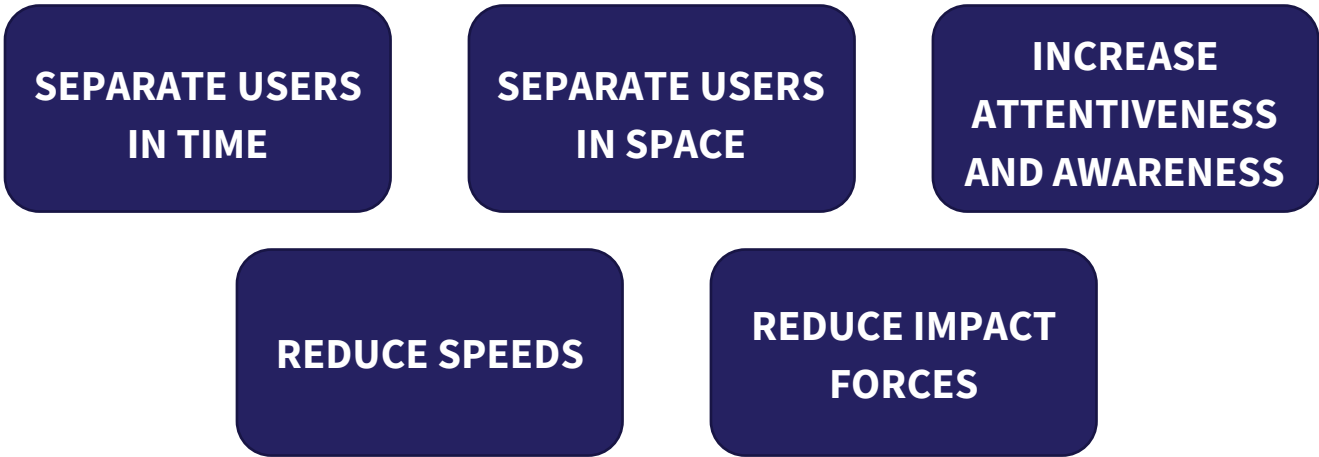 SEPARATE USERS
IN TIME
SEPARATE USERS
IN SPACE
INCREASE
ATTENTIVENESS
AND AWARENESS
REDUCE SPEEDS
REDUCE IMPACT
FORCES